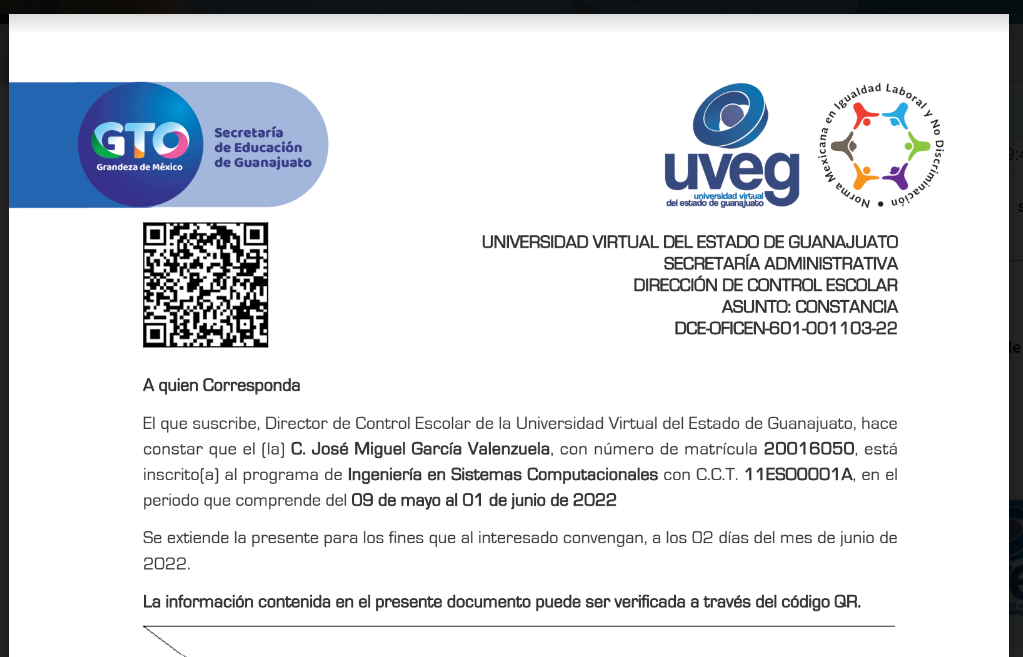 GTO
Grandeza de México
Secretaría
de Educación
de Guanajuato
uveg
universidad virtual
del estado de guanajuato
Norma Mexicana en Igualdad Laboral y No Discriminación
UNIVERSIDAD VIRTUAL DEL ESTADO DE GUANAJUATO
SECRETARÍA ADMINISTRATIVA
DIRECCIÓN DE CONTROL ESCOLAR
ASUNTO: CONSTANCIA
DCE-OFICEN-601-001103-22
A quien Corresponda
El que suscribe, Director de Control Escolar de la Universidad Virtual del Estado de Guanajuato, hace
constar que el (la) C. José Miguel García Valenzuela, con número de matrícula 20016050, está
inscrito(a) al programa de Ingeniería en Sistemas Computacionales con C.C.T. 11ESO0001A, en el
periodo que comprende del 09 de mayo al 01 de junio de 2022
Se extiende la presente para los fines que al interesado convengan, a los 02 días del mes de junio de
2022.
La información contenida en el presente documento puede ser verificada a través del código QR.